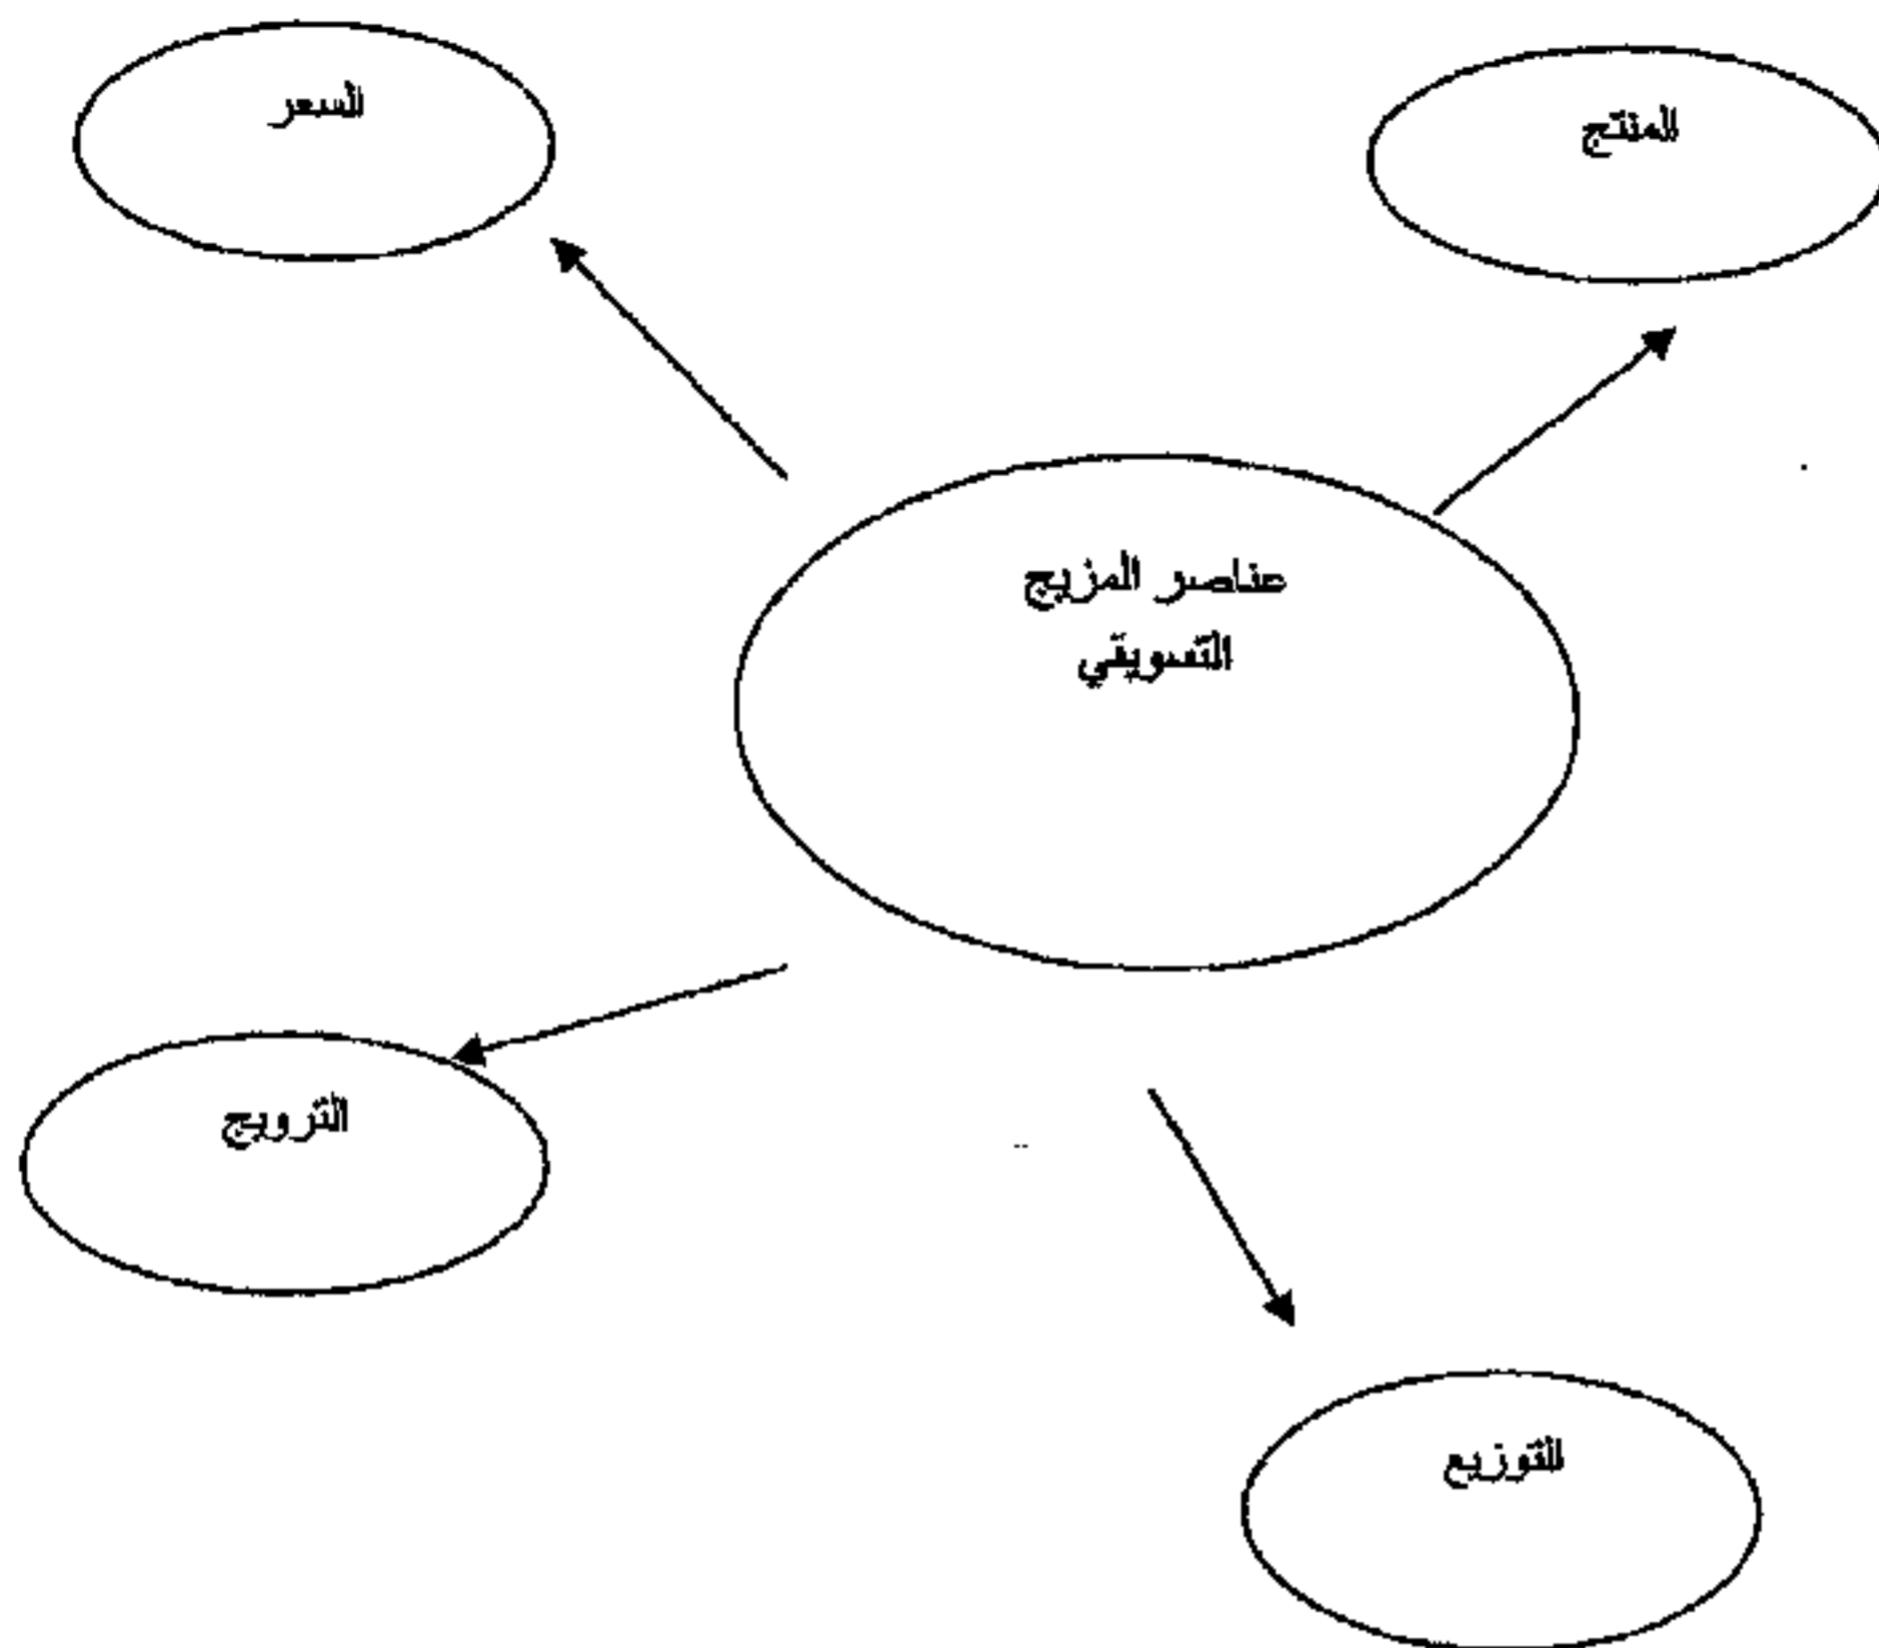 المنتج
السعر
عناصر المزيج
التسويقي
الترويج
التوزيع